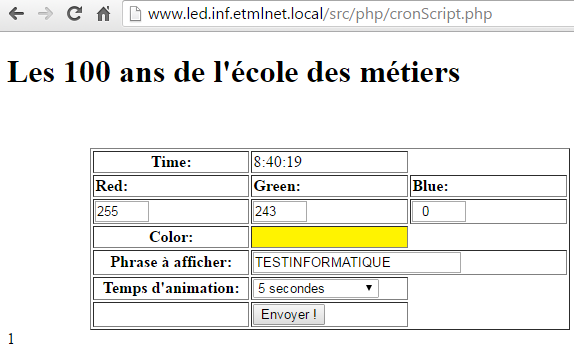 www.led.inf.etmlnet.local/src/php/cronScript.php
Les 100 ans de l'école des métiers
Time: 8:40:19
Red: Green: Blue:
255 243 0
Color:
Phrase à afficher: TESTINFORMATIQUE
Temps d'animation: 5 secondes
Envoyer !
1